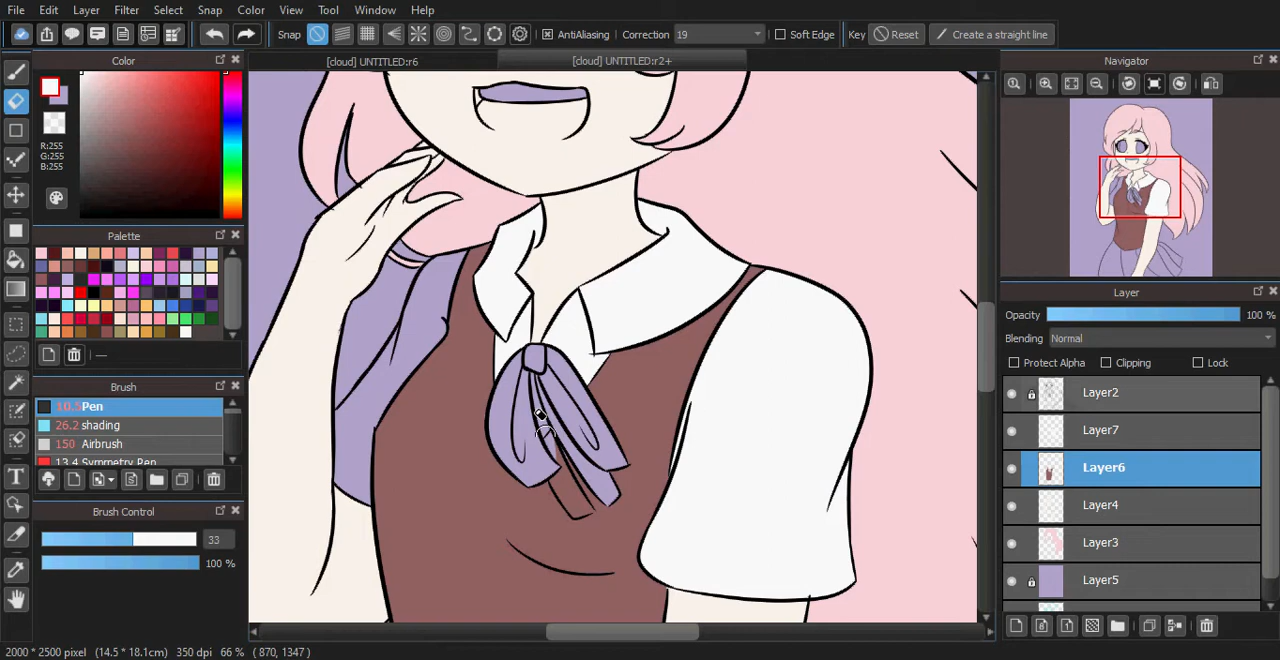 File Edit Layer Filter Select Snap Color View Tool Window Help
Snap AntiAliasing Correction 19 Soft Edge Key Reset Create a straight line
Color
[cloud] UNTITLED:r6
[cloud] UNTITLED:r2+
Navigator
R:255
G:255
B:255
Palette
--
Brush
10.5 Pen
26.2 shading
150 Airbrush
13.4 Symmetry Pen
T
Brush Control
33
100 %
Layer
Opacity 100 %
Blending Normal
Protect Alpha Clipping Lock
Layer2
Layer7
Layer6
Layer4
Layer3
Layer5
2000 * 2500 pixel (14.5 * 18.1cm) 350 dpi 66 % ( 870, 1347 )